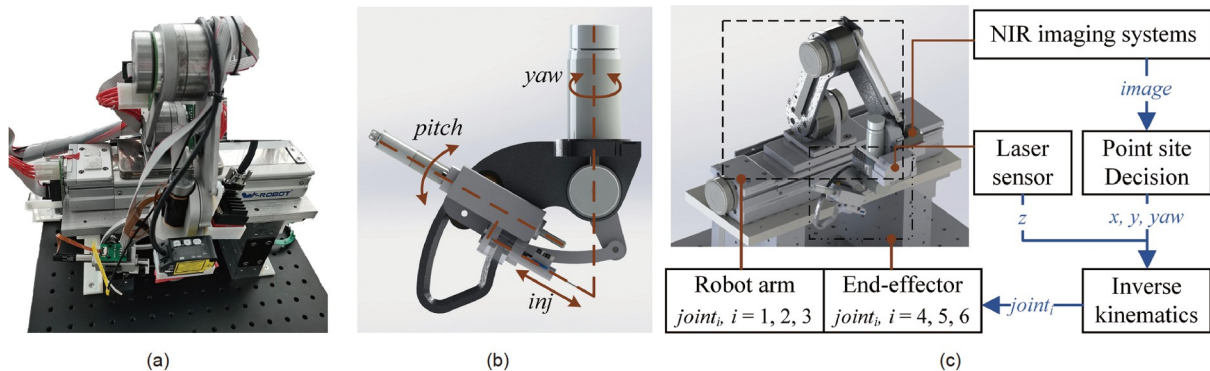 -ROBOT
(a)
yaw
pitch
inj
(b)
NIR imaging systems
image
Laser
sensor
Point site
Decision
z
x, y, yaw
Robot arm
joint_i, i = 1, 2, 3
End-effector
joint_i, i = 4, 5, 6
joint_i
Inverse
kinematics
(c)